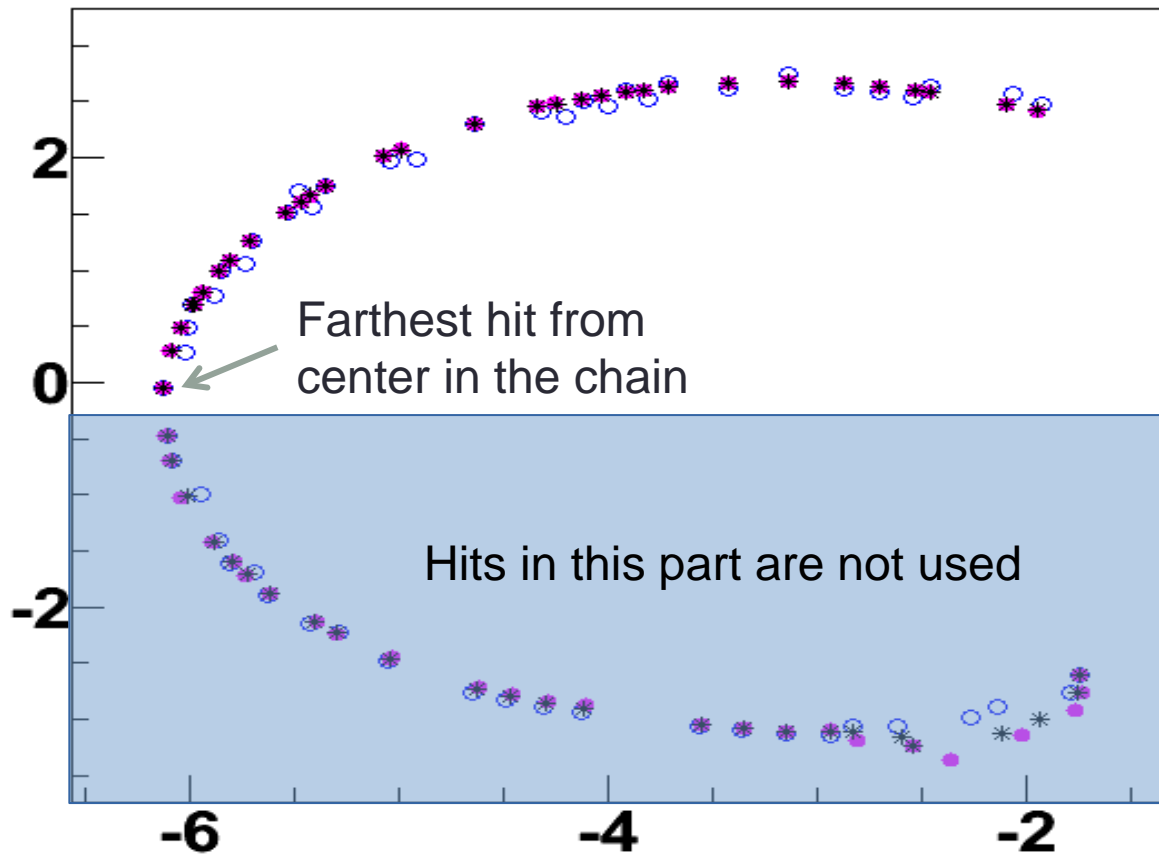 2
Farthest hit from
center in the chain
0
Hits in this part are not used
-2
-6 -4 -2